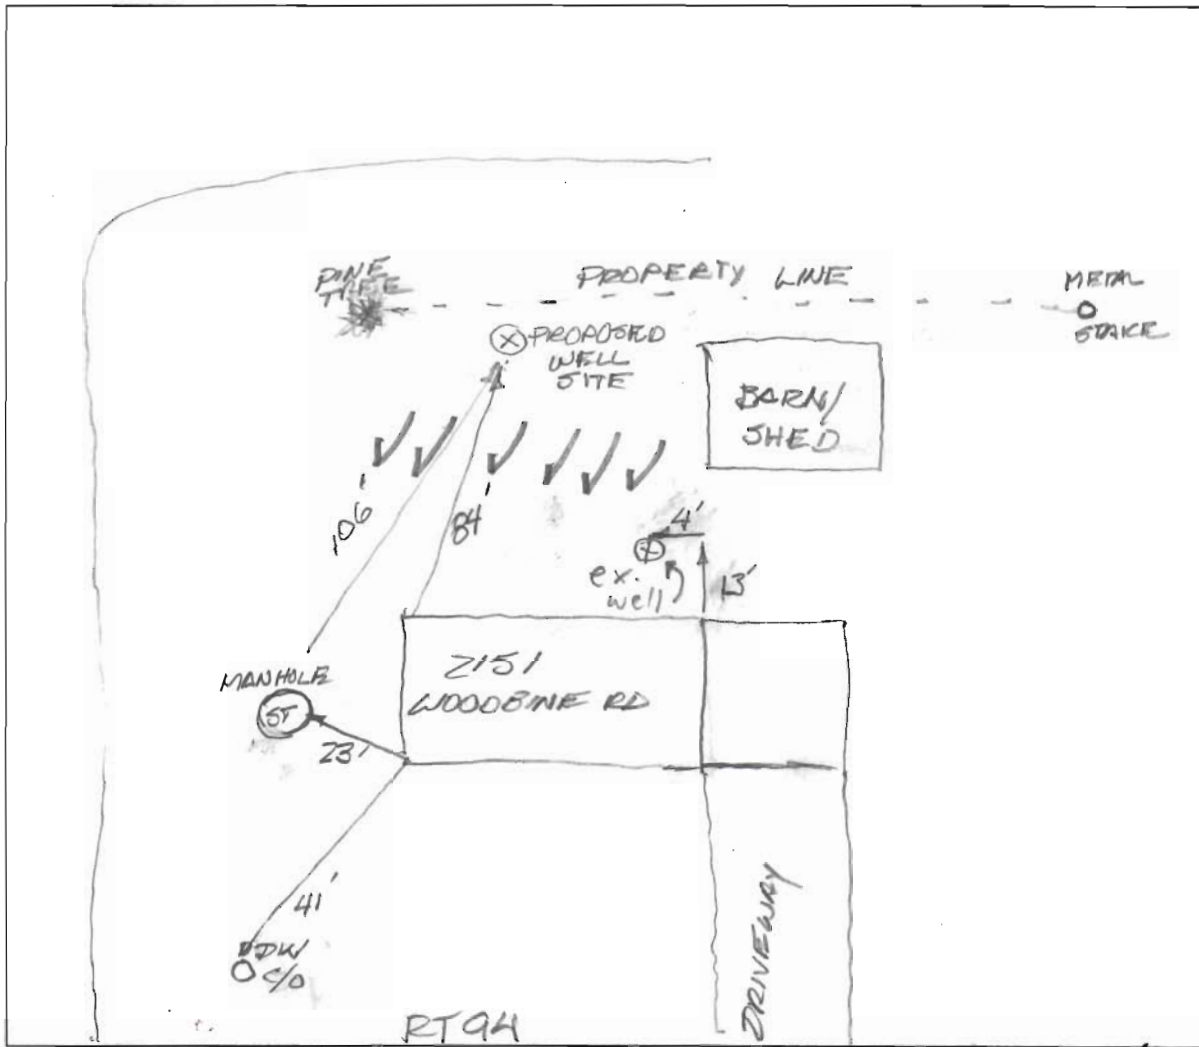 PINE
TREE
PROPERTY LINE
METAL
STAKE
PROPOSED
WELL
SITE
BARN/
SHED
106'
84'
4'
ex.
well
13'
2151
WOODBINE RD
MANHOLE
ST
23'
41'
DW
C/O
DRIVEWAY
RT 94